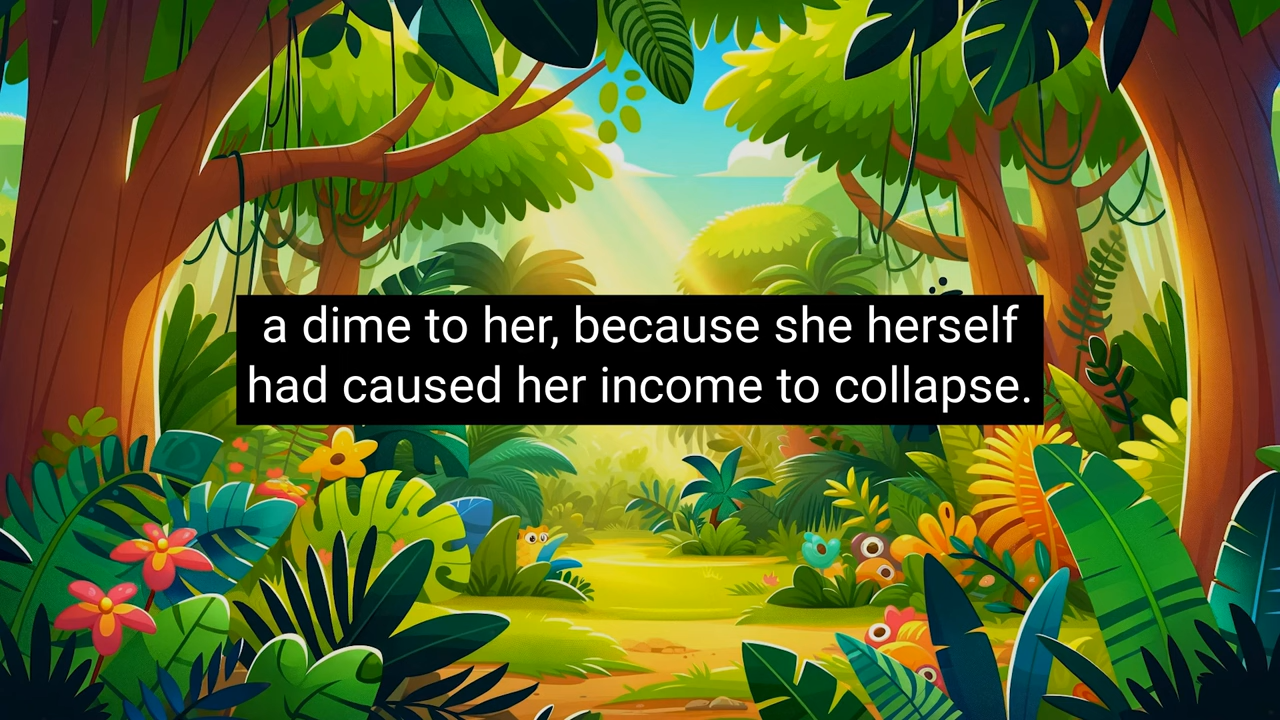 a dime to her, because she herself
had caused her income to collapse.